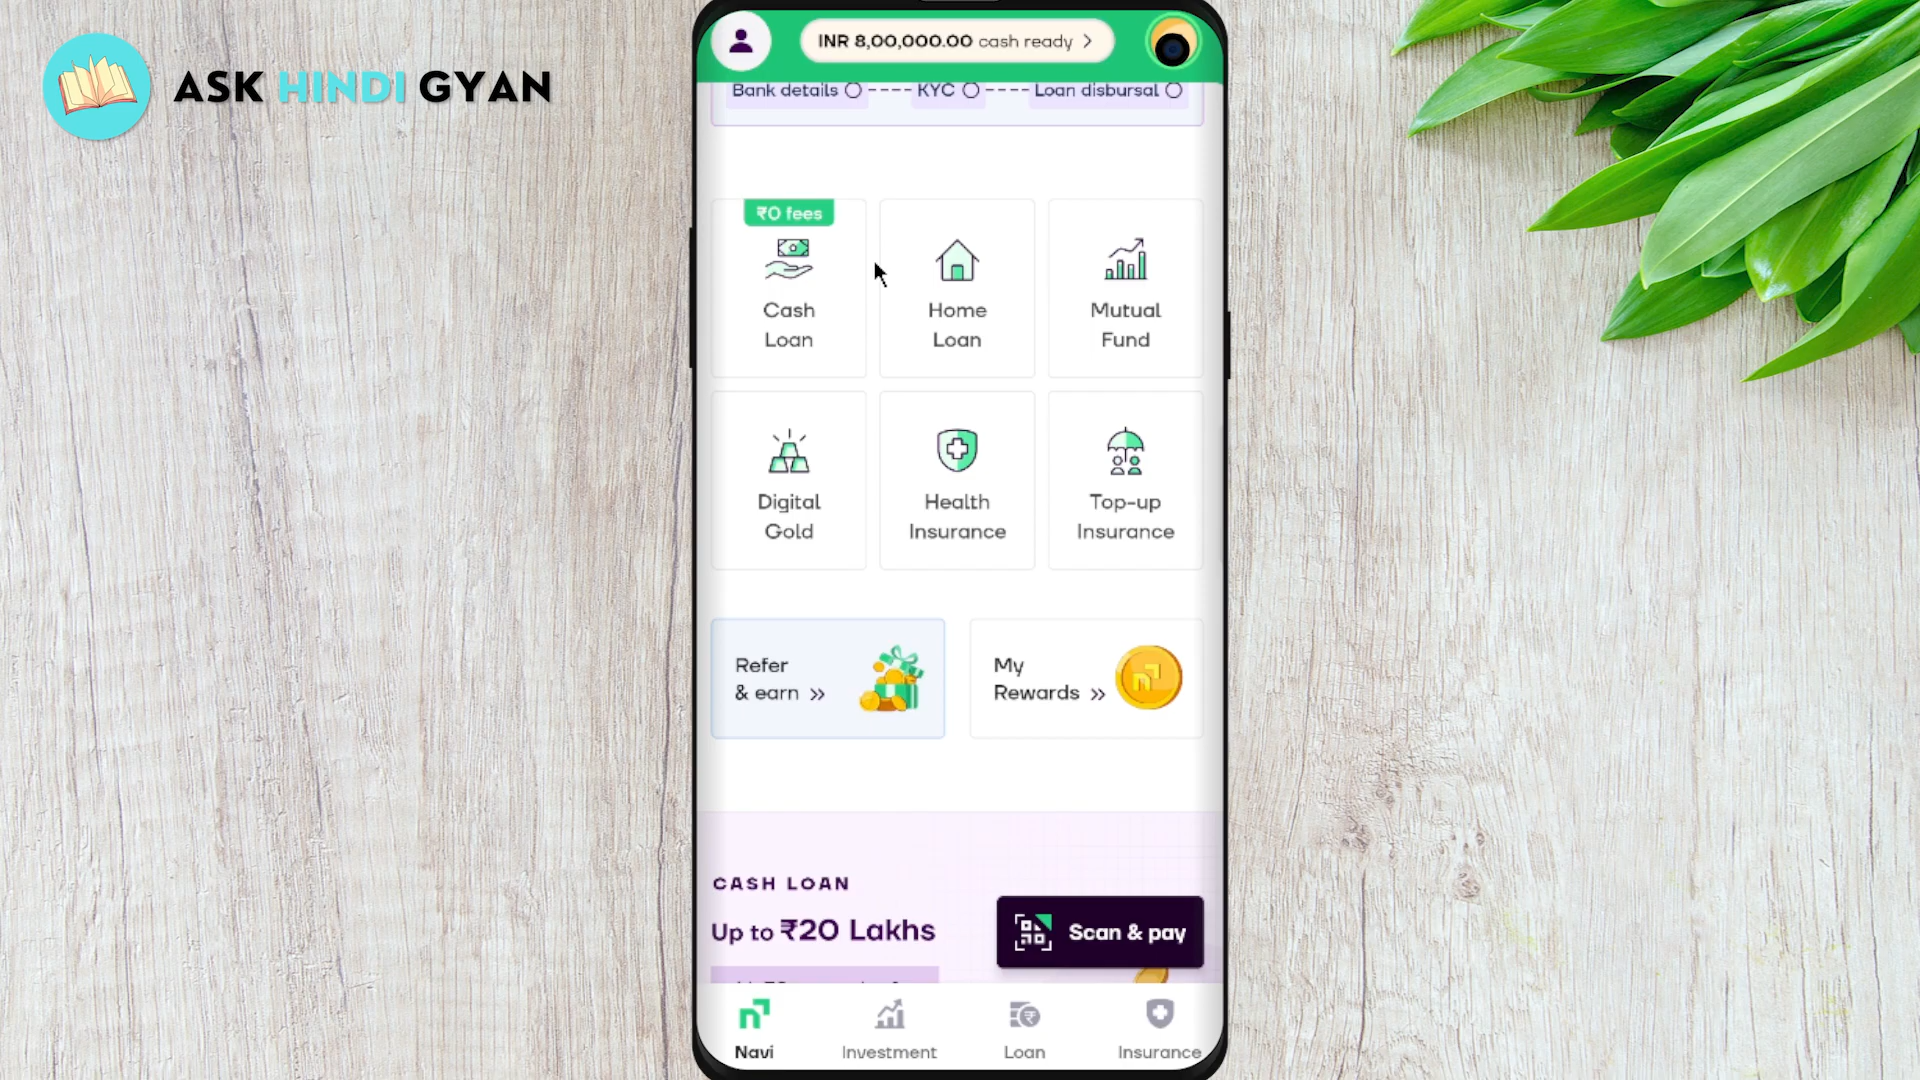 ASK HINDI GYAN
INR 8,00,000.00 cash ready >
Bank details KYC Loan disbursal
₹0 fees
Cash Loan
Home Loan
Mutual Fund
Digital Gold
Health Insurance
Top-up Insurance
Refer & earn >>
My Rewards >>
CASH LOAN
Up to ₹20 Lakhs
Scan & pay
Navi Investment Loan Insurance